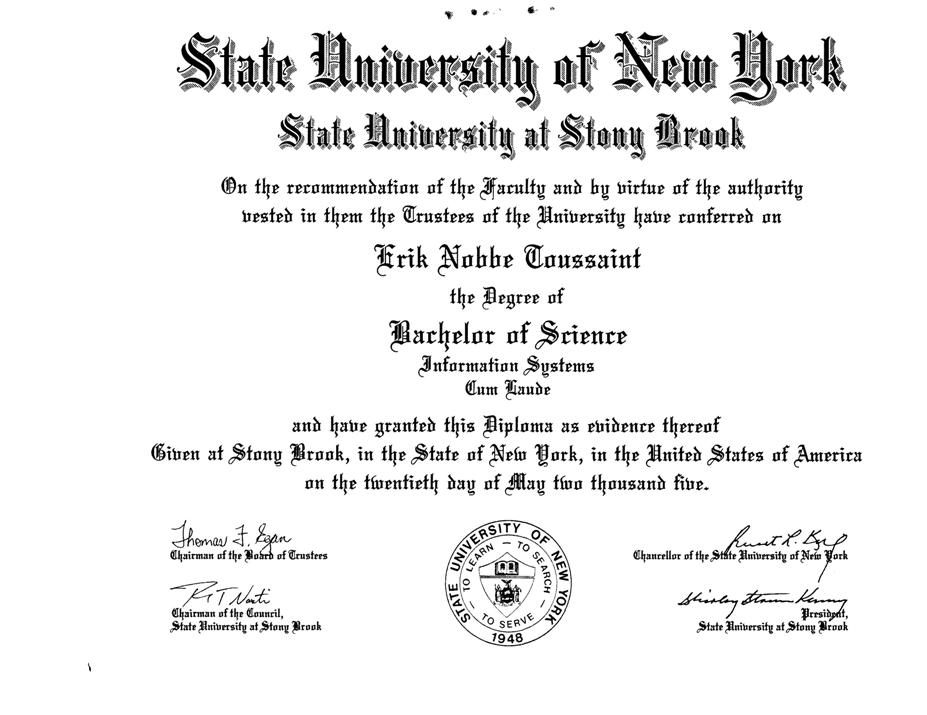 State University of New York
State University at Stony Brook
On the recommendation of the Faculty and by virtue of the authority
vested in them the Trustees of the University have conferred on
Erik Nobbe Toussaint
the Degree of
Bachelor of Science
Information Systems
Cum Laude
and have granted this Diploma as evidence thereof
Given at Stony Brook, in the State of New York, in the United States of America
on the twentieth day of May two thousand five.
Thomas F. Egan
Chairman of the Board of Trustees
Chairman of the Council,
State University at Stony Brook
STATE UNIVERSITY OF NEW YORK
TO LEARN — TO SEARCH — TO SERVE
1948
Chancellor of the State University of New York
Shirley Strum Kenny
President,
State University at Stony Brook